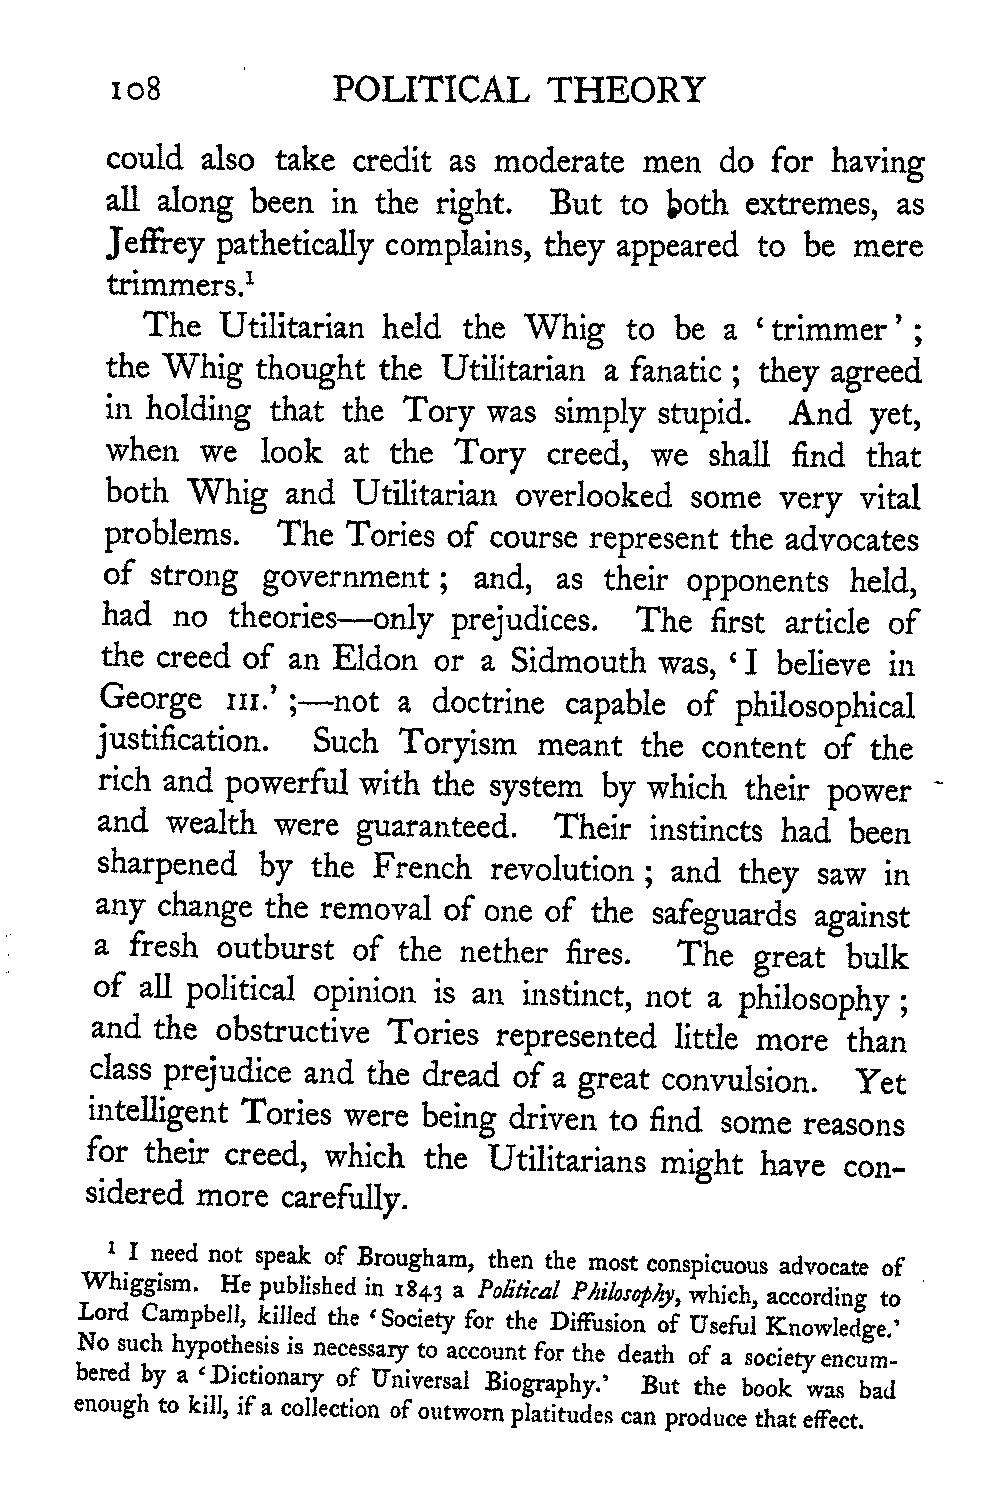 108 POLITICAL THEORY
could also take credit as moderate men do for having
all along been in the right. But to both extremes, as
Jeffrey pathetically complains, they appeared to be mere
trimmers.¹
The Utilitarian held the Whig to be a ‘trimmer’ ;
the Whig thought the Utilitarian a fanatic ; they agreed
in holding that the Tory was simply stupid. And yet,
when we look at the Tory creed, we shall find that
both Whig and Utilitarian overlooked some very vital
problems. The Tories of course represent the advocates
of strong government ; and, as their opponents held,
had no theories—only prejudices. The first article of
the creed of an Eldon or a Sidmouth was, ‘I believe in
George III.’ ;—not a doctrine capable of philosophical
justification. Such Toryism meant the content of the
rich and powerful with the system by which their power
and wealth were guaranteed. Their instincts had been
sharpened by the French revolution ; and they saw in
any change the removal of one of the safeguards against
a fresh outburst of the nether fires. The great bulk
of all political opinion is an instinct, not a philosophy ;
and the obstructive Tories represented little more than
class prejudice and the dread of a great convulsion. Yet
intelligent Tories were being driven to find some reasons
for their creed, which the Utilitarians might have con-
sidered more carefully.
¹ I need not speak of Brougham, then the most conspicuous advocate of
Whiggism. He published in 1843 a Political Philosophy, which, according to
Lord Campbell, killed the ‘Society for the Diffusion of Useful Knowledge.’
No such hypothesis is necessary to account for the death of a society encum-
bered by a ‘Dictionary of Universal Biography.’ But the book was bad
enough to kill, if a collection of outworn platitudes can produce that effect.